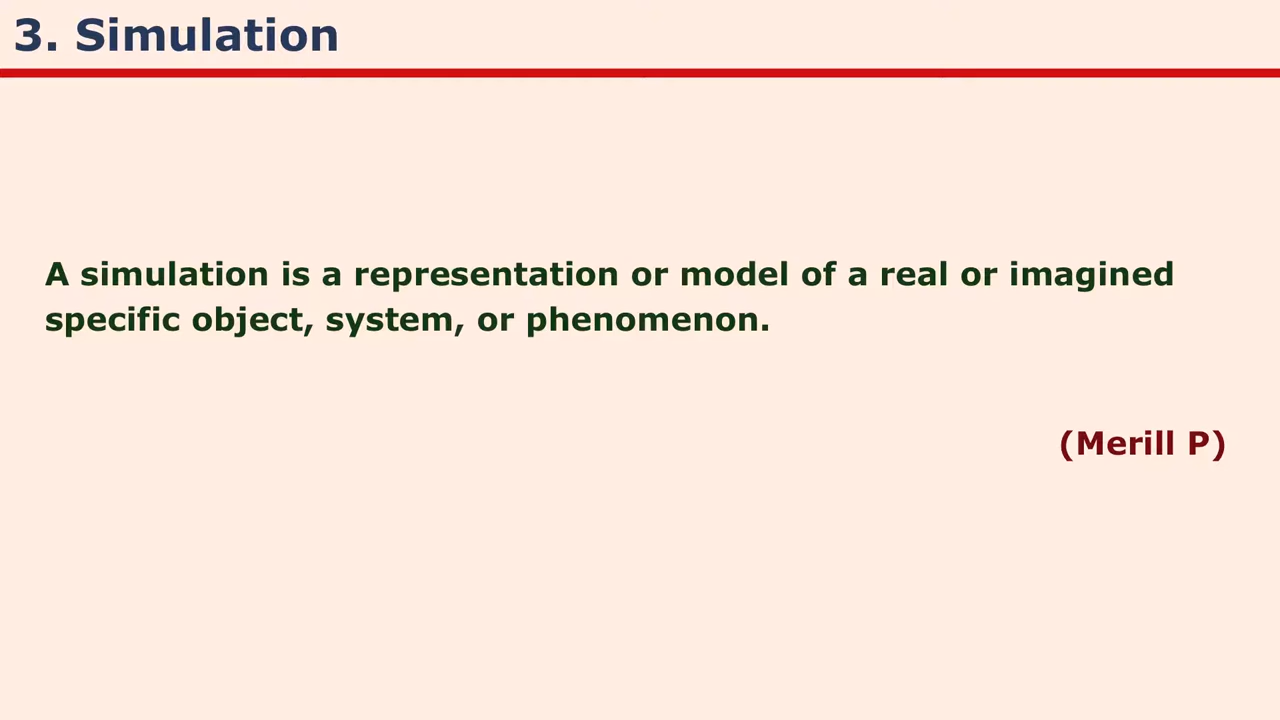 3. Simulation
A simulation is a representation or model of a real or imagined
specific object, system, or phenomenon.
(Merill P)